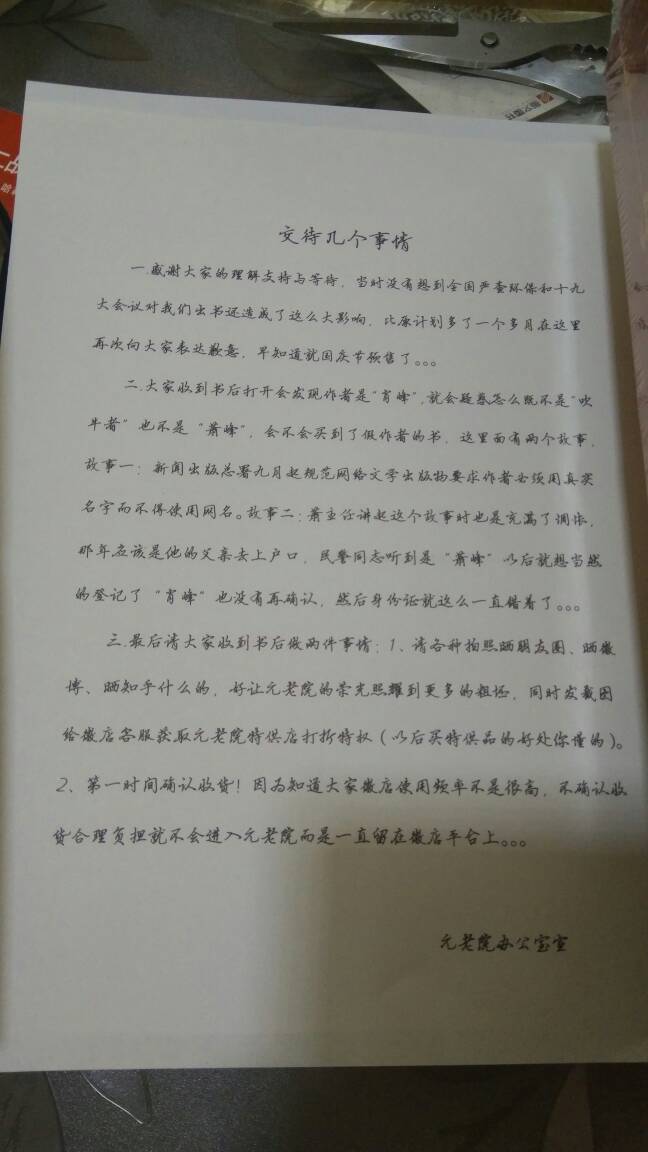 交待几个事情
一.感谢大家的理解支持与等待，当时没有想到全国严查环保和十九
大会议对我们出书还造成了这么大影响，比原计划多了一个多月在这里
再次向大家表达歉意，早知道就国庆节预售了。。。
二.大家收到书后打开会发现作者是“肖峰”，就会疑惑怎么既不是“吹
牛者”也不是“萧峰”，会不会买到了假作者的书，这里面有两个故事，
故事一：新闻出版总署九月起规范网络文学出版物要求作者必须用真实
名字而不得使用网名。故事二：萧主任讲起这个故事时也是充满了调侃，
那年应该是他的父亲去上户口，民警同志听到是“萧峰”以后就想当然
的登记了“肖峰”也没有再确认，然后身份证就这么一直错着了。。。
三.最后请大家收到书后做两件事情：1、请各种拍照晒朋友圈、晒微
博、晒知乎什么的，好让元老院的荣光照耀到更多的粗坯，同时发截图
给微店客服获取元老院特供店打折特权（以后买特供品的好处你懂的）。
2、第一时间确认收货！因为知道大家微店使用频率不是很高，不确认收
货合理负担就不会进入元老院而是一直留在微店平台上。。。
元老院办公室宣